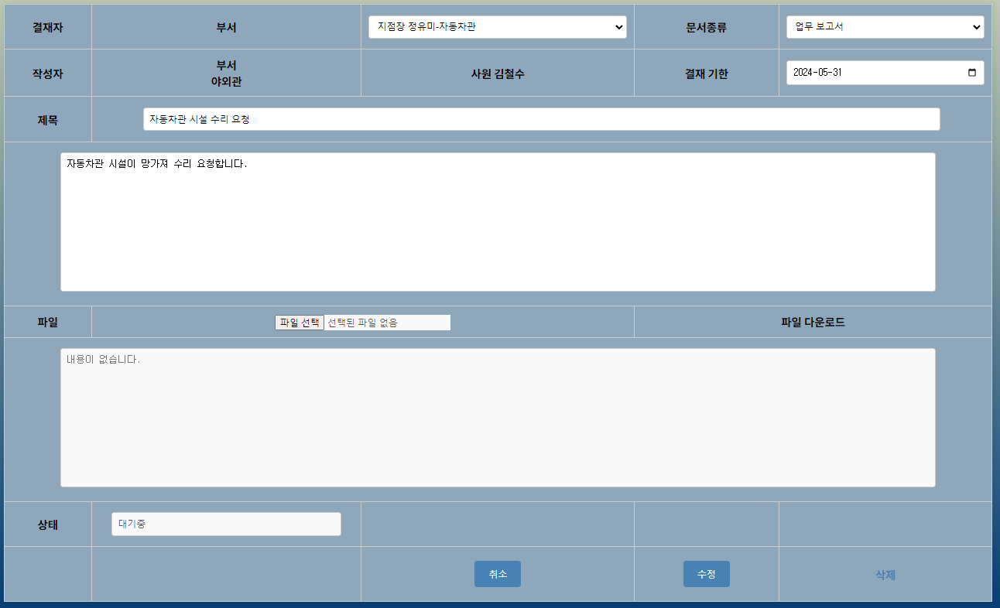 결재자 부서 지점장 정유미-자동차관 문서종류 업무 보고서
작성자 부서 사원 김철수 결재 기한 2024-05-31
야외관
제목 자동차관 시설 수리 요청
자동차관 시설이 망가져 수리 요청합니다.
파일 파일 선택 선택된 파일 없음 파일 다운로드
내용이 없습니다.
상태 대기중
취소 수정 삭제